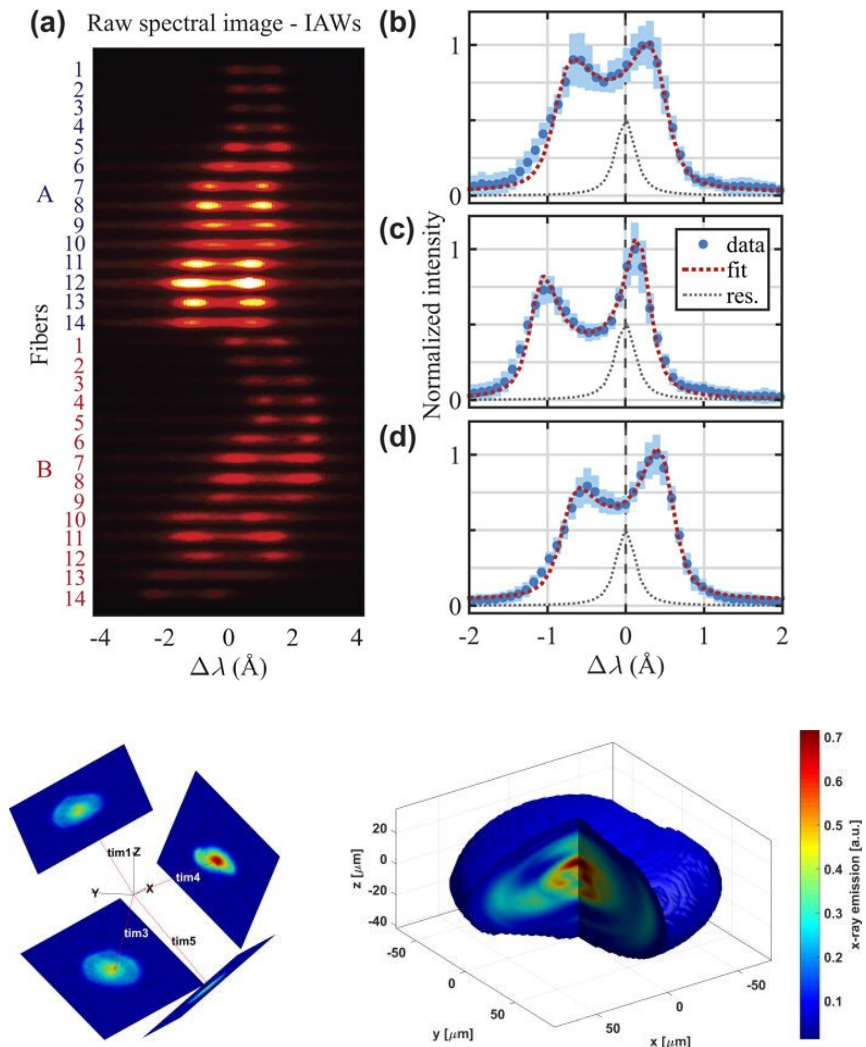 (a) Raw spectral image - IAWs
Fibers
A
1
2
3
4
5
6
7
8
9
10
11
12
13
14
B
1
2
3
4
5
6
7
8
9
10
11
12
13
14
-4 -2 0 2 4
Δλ (Å)
Normalized intensity
(b)
1
0
(c)
1
0
data
fit
res.
(d)
1
0
-2 -1 0 1 2
Δλ (Å)
tim1 Z
Y X tim4
tim3 tim5
z [μm]
20
0
-20
-40
-50
0
50
y [μm]
50
0
-50
x [μm]
0.7
0.6
0.5
0.4
0.3
0.2
0.1
x-ray emission [a.u.]